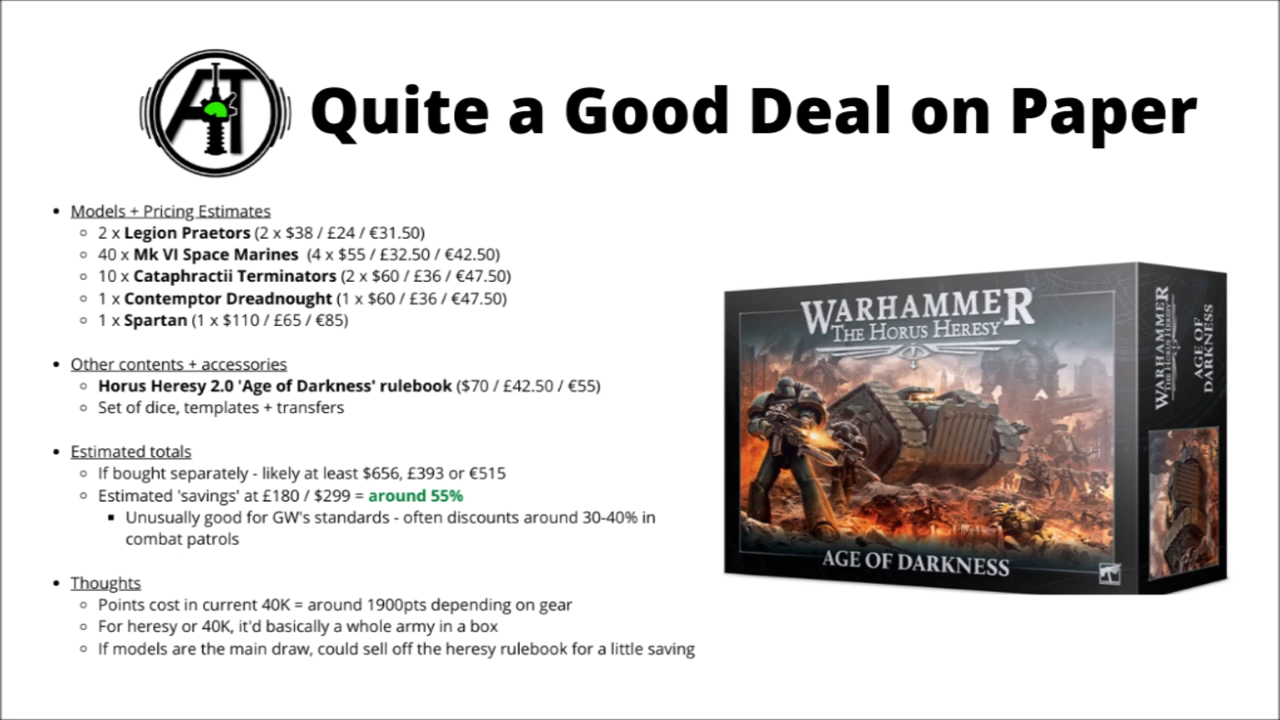 AT
Quite a Good Deal on Paper
• Models + Pricing Estimates
○ 2 x Legion Praetors (2 x $38 / £24 / €31.50)
○ 40 x Mk VI Space Marines (4 x $55 / £32.50 / €42.50)
○ 10 x Cataphractii Terminators (2 x $60 / £36 / €47.50)
○ 1 x Contemptor Dreadnought (1 x $60 / £36 / €47.50)
○ 1 x Spartan (1 x $110 / £65 / €85)
• Other contents + accessories
○ Horus Heresy 2.0 'Age of Darkness' rulebook ($70 / £42.50 / €55)
○ Set of dice, templates + transfers
• Estimated totals
○ If bought separately - likely at least $656, £393 or €515
○ Estimated 'savings' at £180 / $299 = around 55%
▪ Unusually good for GW's standards - often discounts around 30-40% in
combat patrols
• Thoughts
○ Points cost in current 40K = around 1900pts depending on gear
○ For heresy or 40K, it'd basically a whole army in a box
○ If models are the main draw, could sell off the heresy rulebook for a little saving
WARHAMMER
THE HORUS HERESY
AGE OF DARKNESS
WARHAMMER
THE HORUS HERESY
AGE OF
DARKNESS